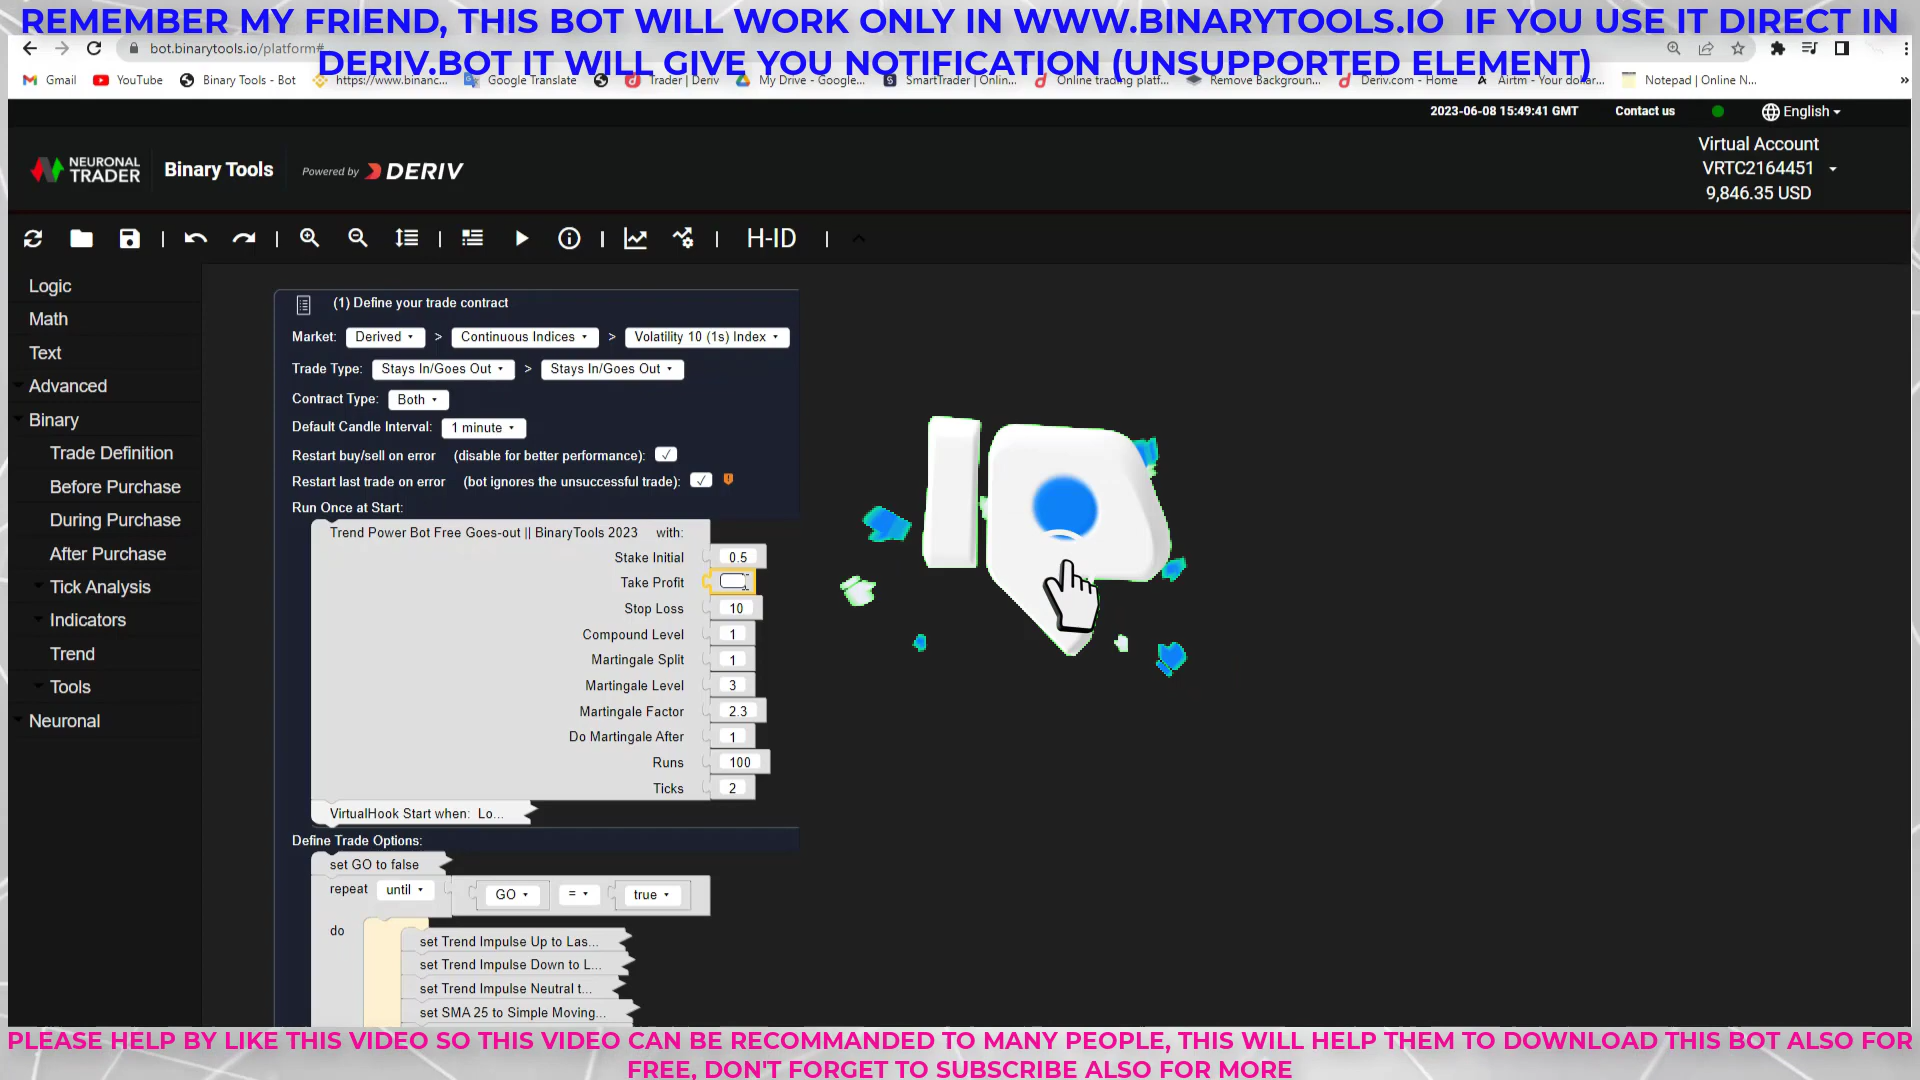 REMEMBER MY FRIEND, THIS BOT WILL WORK ONLY IN WWW.BINARYTOOLS.IO IF YOU USE IT DIRECT IN
DERIV.BOT IT WILL GIVE YOU NOTIFICATION (UNSUPPORTED ELEMENT)
bot.binarytools.io/platform#
Gmail YouTube Binary Tools - Bot https://www.binanc... Google Translate Trader | Deriv My Drive - Google... SmartTrader | Onlin... Online trading platf... Remove Backgroun... Deriv.com - Home Airtm - Your dollar... Notepad | Online N... »
2023-06-08 15:49:41 GMT Contact us English
NEURONAL TRADER Binary Tools Powered by DERIV
Virtual Account
VRTC2164451
9,846.35 USD
H-ID
Logic
Math
Text
Advanced
Binary
Trade Definition
Before Purchase
During Purchase
After Purchase
Tick Analysis
Indicators
Trend
Tools
Neuronal
(1) Define your trade contract
Market: Derived > Continuous Indices > Volatility 10 (1s) Index
Trade Type: Stays In/Goes Out > Stays In/Goes Out
Contract Type: Both
Default Candle Interval: 1 minute
Restart buy/sell on error (disable for better performance): ✓
Restart last trade on error (bot ignores the unsuccessful trade): ✓
Run Once at Start:
Trend Power Bot Free Goes-out || BinaryTools 2023 with:
Stake Initial 0.5
Take Profit
Stop Loss 10
Compound Level 1
Martingale Split 1
Martingale Level 3
Martingale Factor 2.3
Do Martingale After 1
Runs 100
Ticks 2
VirtualHook Start when: Lo...
Define Trade Options:
set GO to false
repeat until GO = true
do
set Trend Impulse Up to Las...
set Trend Impulse Down to L...
set Trend Impulse Neutral t...
set SMA 25 to Simple Moving...
PLEASE HELP BY LIKE THIS VIDEO SO THIS VIDEO CAN BE RECOMMANDED TO MANY PEOPLE, THIS WILL HELP THEM TO DOWNLOAD THIS BOT ALSO FOR
FREE, DON'T FORGET TO SUBSCRIBE ALSO FOR MORE